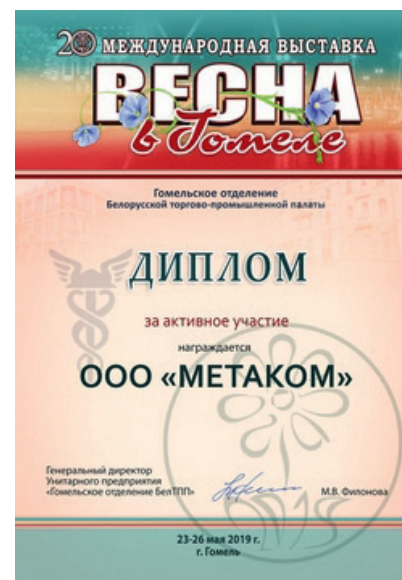 20 МЕЖДУНАРОДНАЯ ВЫСТАВКА
ВЕСНА
в Гомеле
Гомельское отделение
Белорусской торгово-промышленной палаты
ДИПЛОМ
за активное участие
награждается
ООО «МЕТАКОМ»
Генеральный директор
Унитарного предприятия
«Гомельское отделение БелТПП»
М.В. Филонова
23-26 мая 2019 г.
г. Гомель